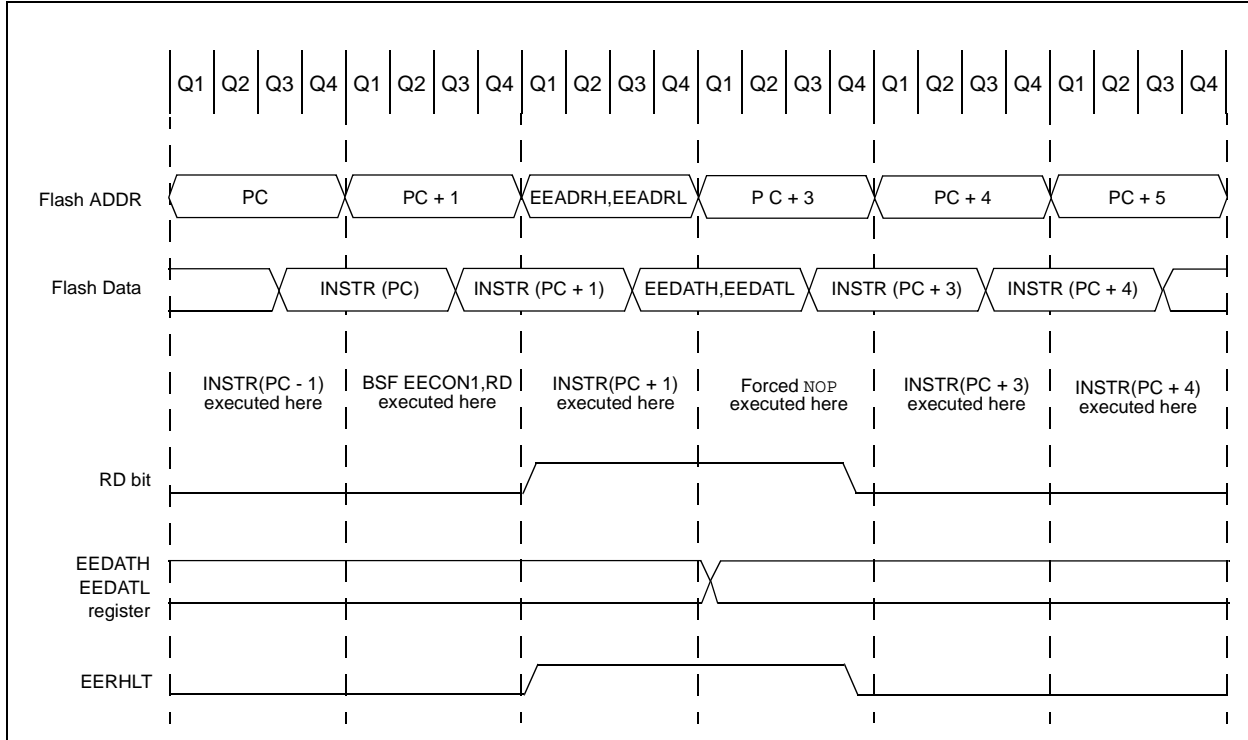 Q1 Q2 Q3 Q4 Q1 Q2 Q3 Q4 Q1 Q2 Q3 Q4 Q1 Q2 Q3 Q4 Q1 Q2 Q3 Q4 Q1 Q2 Q3 Q4
Flash ADDR PC PC + 1 EEADRH,EEADRL P C + 3 PC + 4 PC + 5
Flash Data INSTR (PC) INSTR (PC + 1) EEDATH,EEDATL INSTR (PC + 3) INSTR (PC + 4)
INSTR(PC - 1) BSF EECON1,RD INSTR(PC + 1) Forced NOP INSTR(PC + 3) INSTR(PC + 4)
executed here executed here executed here executed here executed here executed here
RD bit
EEDATH
EEDATL
register
EERHLT